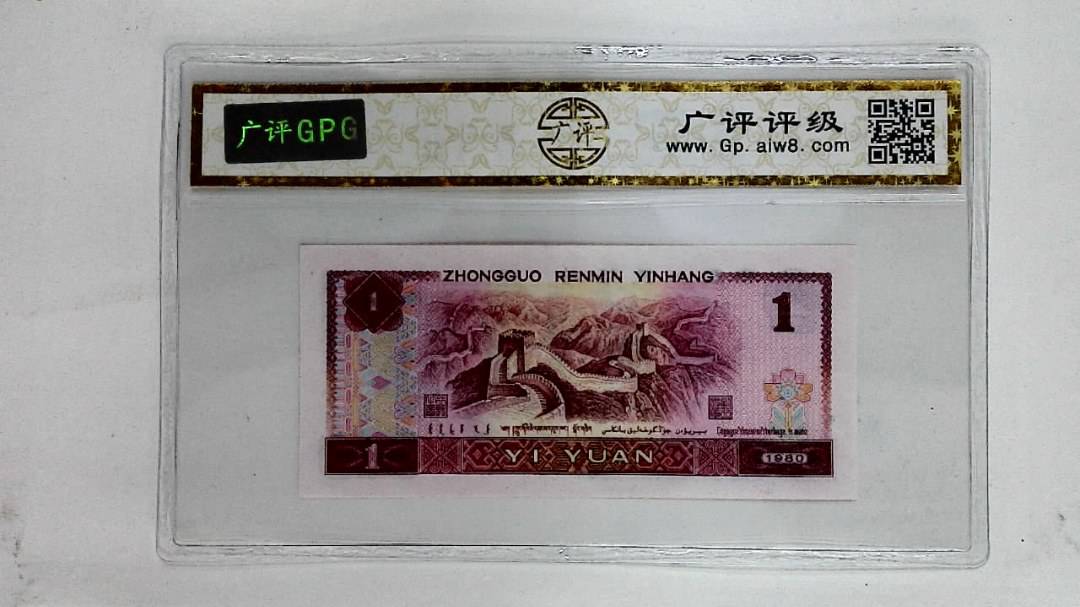 广评GPG
广评
广评评级
www.Gp.aiw8.com
ZHONGGUO RENMIN YINHANG
1
1
1
YI YUAN
1980